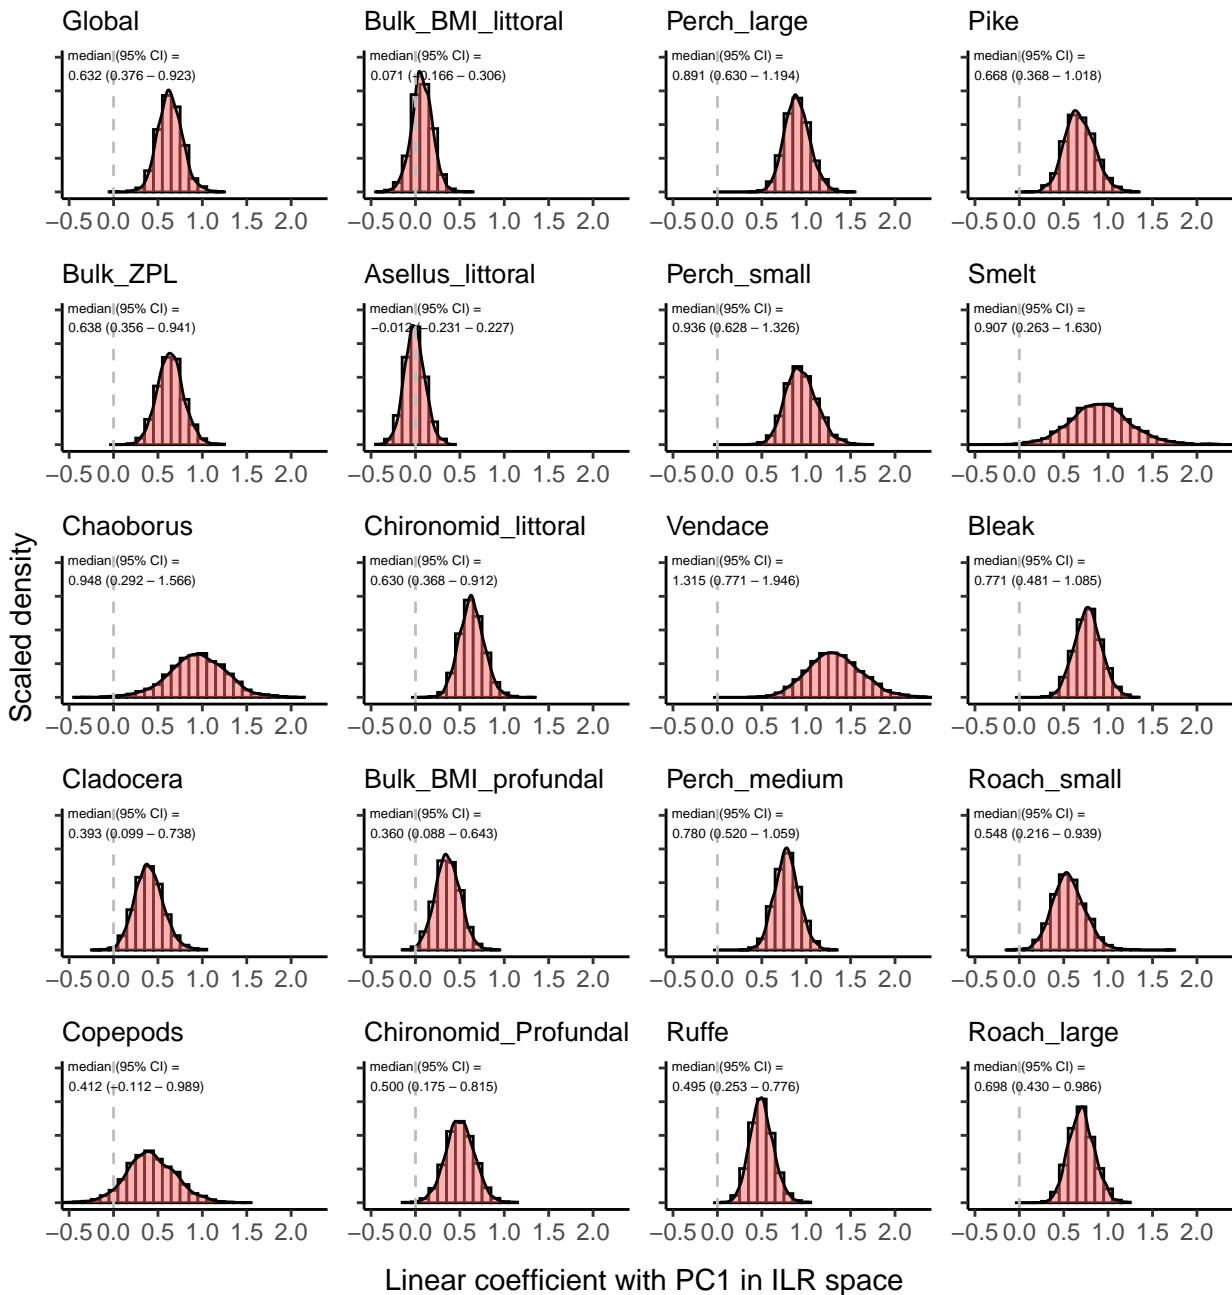 Global
median (95% CI) =
0.632 (0.376 – 0.923)
−0.5 0.0 0.5 1.0 1.5 2.0
Bulk_BMI_littoral
median (95% CI) =
0.071 (−0.166 – 0.306)
−0.5 0.0 0.5 1.0 1.5 2.0
Perch_large
median (95% CI) =
0.891 (0.630 – 1.194)
−0.5 0.0 0.5 1.0 1.5 2.0
Pike
median (95% CI) =
0.668 (0.368 – 1.018)
−0.5 0.0 0.5 1.0 1.5 2.0
Bulk_ZPL
median (95% CI) =
0.638 (0.356 – 0.941)
−0.5 0.0 0.5 1.0 1.5 2.0
Asellus_littoral
median (95% CI) =
−0.012 (−0.231 – 0.227)
−0.5 0.0 0.5 1.0 1.5 2.0
Perch_small
median (95% CI) =
0.936 (0.628 – 1.326)
−0.5 0.0 0.5 1.0 1.5 2.0
Smelt
median (95% CI) =
0.907 (0.263 – 1.630)
−0.5 0.0 0.5 1.0 1.5 2.0
Scaled density
Chaoborus
median (95% CI) =
0.948 (0.292 – 1.566)
−0.5 0.0 0.5 1.0 1.5 2.0
Chironomid_littoral
median (95% CI) =
0.630 (0.368 – 0.912)
−0.5 0.0 0.5 1.0 1.5 2.0
Vendace
median (95% CI) =
1.315 (0.771 – 1.946)
−0.5 0.0 0.5 1.0 1.5 2.0
Bleak
median (95% CI) =
0.771 (0.481 – 1.085)
−0.5 0.0 0.5 1.0 1.5 2.0
Cladocera
median (95% CI) =
0.393 (0.099 – 0.738)
−0.5 0.0 0.5 1.0 1.5 2.0
Bulk_BMI_profundal
median (95% CI) =
0.360 (0.088 – 0.643)
−0.5 0.0 0.5 1.0 1.5 2.0
Perch_medium
median (95% CI) =
0.780 (0.520 – 1.059)
−0.5 0.0 0.5 1.0 1.5 2.0
Roach_small
median (95% CI) =
0.548 (0.216 – 0.939)
−0.5 0.0 0.5 1.0 1.5 2.0
Copepods
median (95% CI) =
0.412 (−0.112 – 0.989)
−0.5 0.0 0.5 1.0 1.5 2.0
Chironomid_Profundal
median (95% CI) =
0.500 (0.175 – 0.815)
−0.5 0.0 0.5 1.0 1.5 2.0
Ruffe
median (95% CI) =
0.495 (0.253 – 0.776)
−0.5 0.0 0.5 1.0 1.5 2.0
Roach_large
median (95% CI) =
0.698 (0.430 – 0.986)
−0.5 0.0 0.5 1.0 1.5 2.0
Linear coefficient with PC1 in ILR space